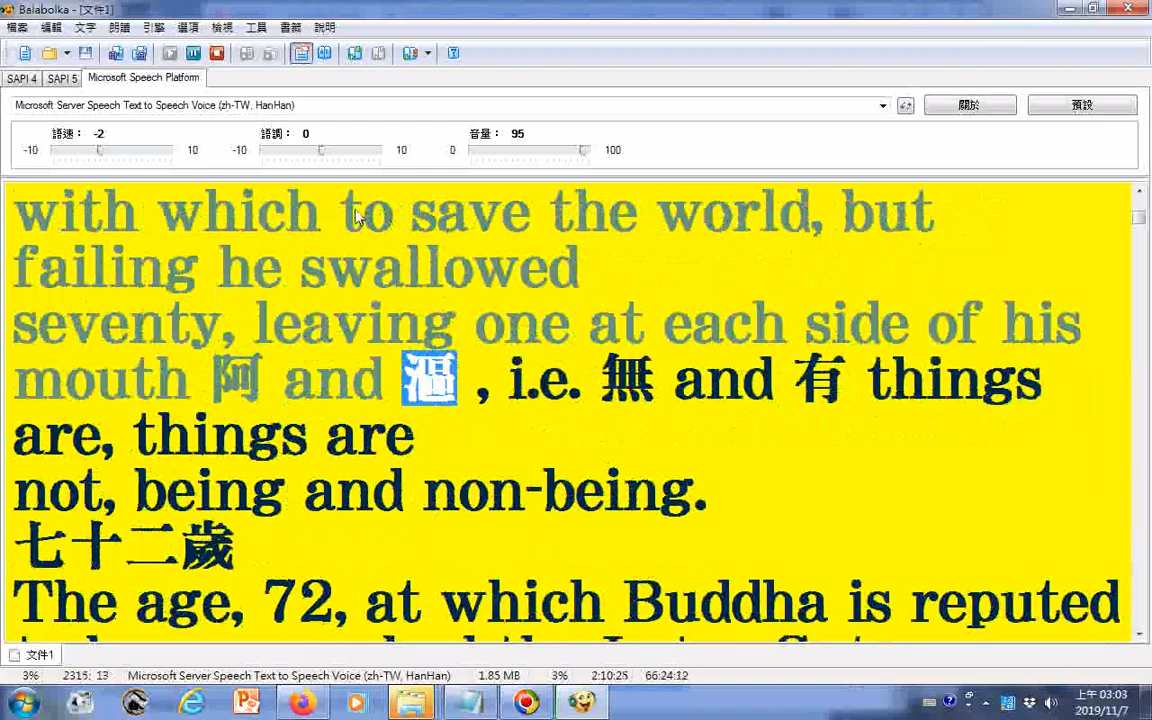 Balabolka - [文件1]
檔案 編輯 文字 朗讀 引擎 選項 檢視 工具 書籤 說明
SAPI 4 SAPI 5 Microsoft Speech Platform
Microsoft Server Speech Text to Speech Voice (zh-TW, HanHan) 關於 預設
語速： -2 語調： 0 音量： 95
-10 10 -10 10 0 100
with which to save the world, but
failing he swallowed
seventy, leaving one at each side of his
mouth 阿 and 漚 , i.e. 無 and 有 things
are, things are
not, being and non-being.
七十二歲
The age, 72, at which Buddha is reputed
文件1
3% 2315: 13 Microsoft Server Speech Text to Speech Voice (zh-TW, HanHan) 1.85 MB 3% 2:10:25 66:24:12
上午 03:03
2019/11/7